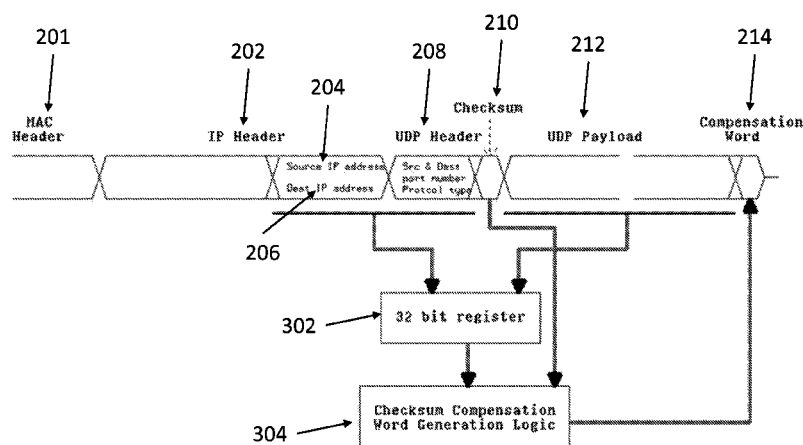 201
202
204
208
210
212
214
MAC
Header
IP Header
UDP Header
Checksum
UDP Payload
Compensation
Word
Source IP address
Dest IP address
Src & Dest
port number
Protcol type
206
302
32 bit register
304
Checksum Compensation
Word Generation Logic